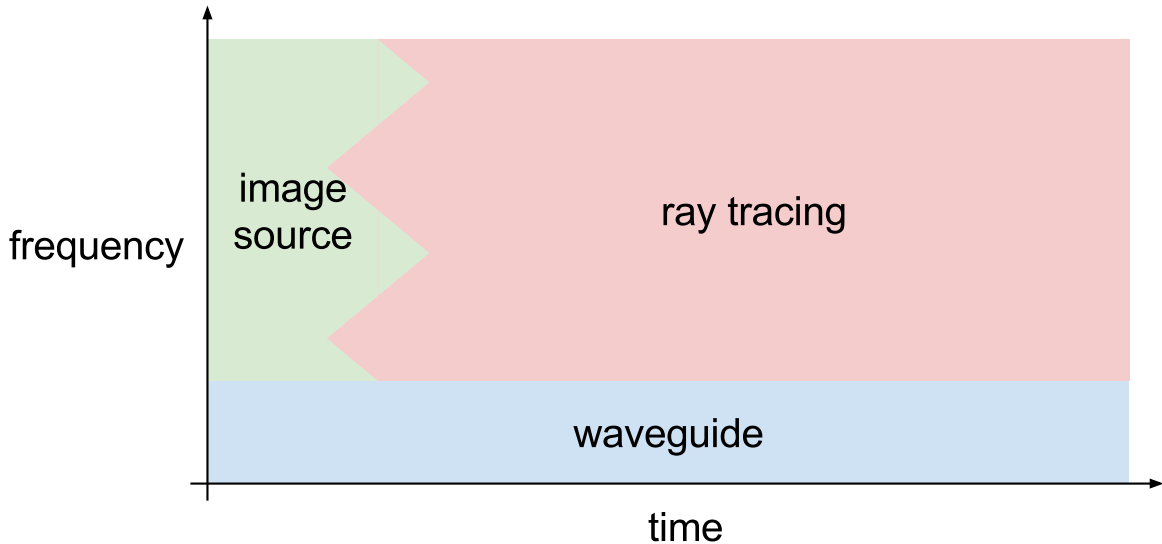 image
source
ray tracing
frequency
waveguide
time